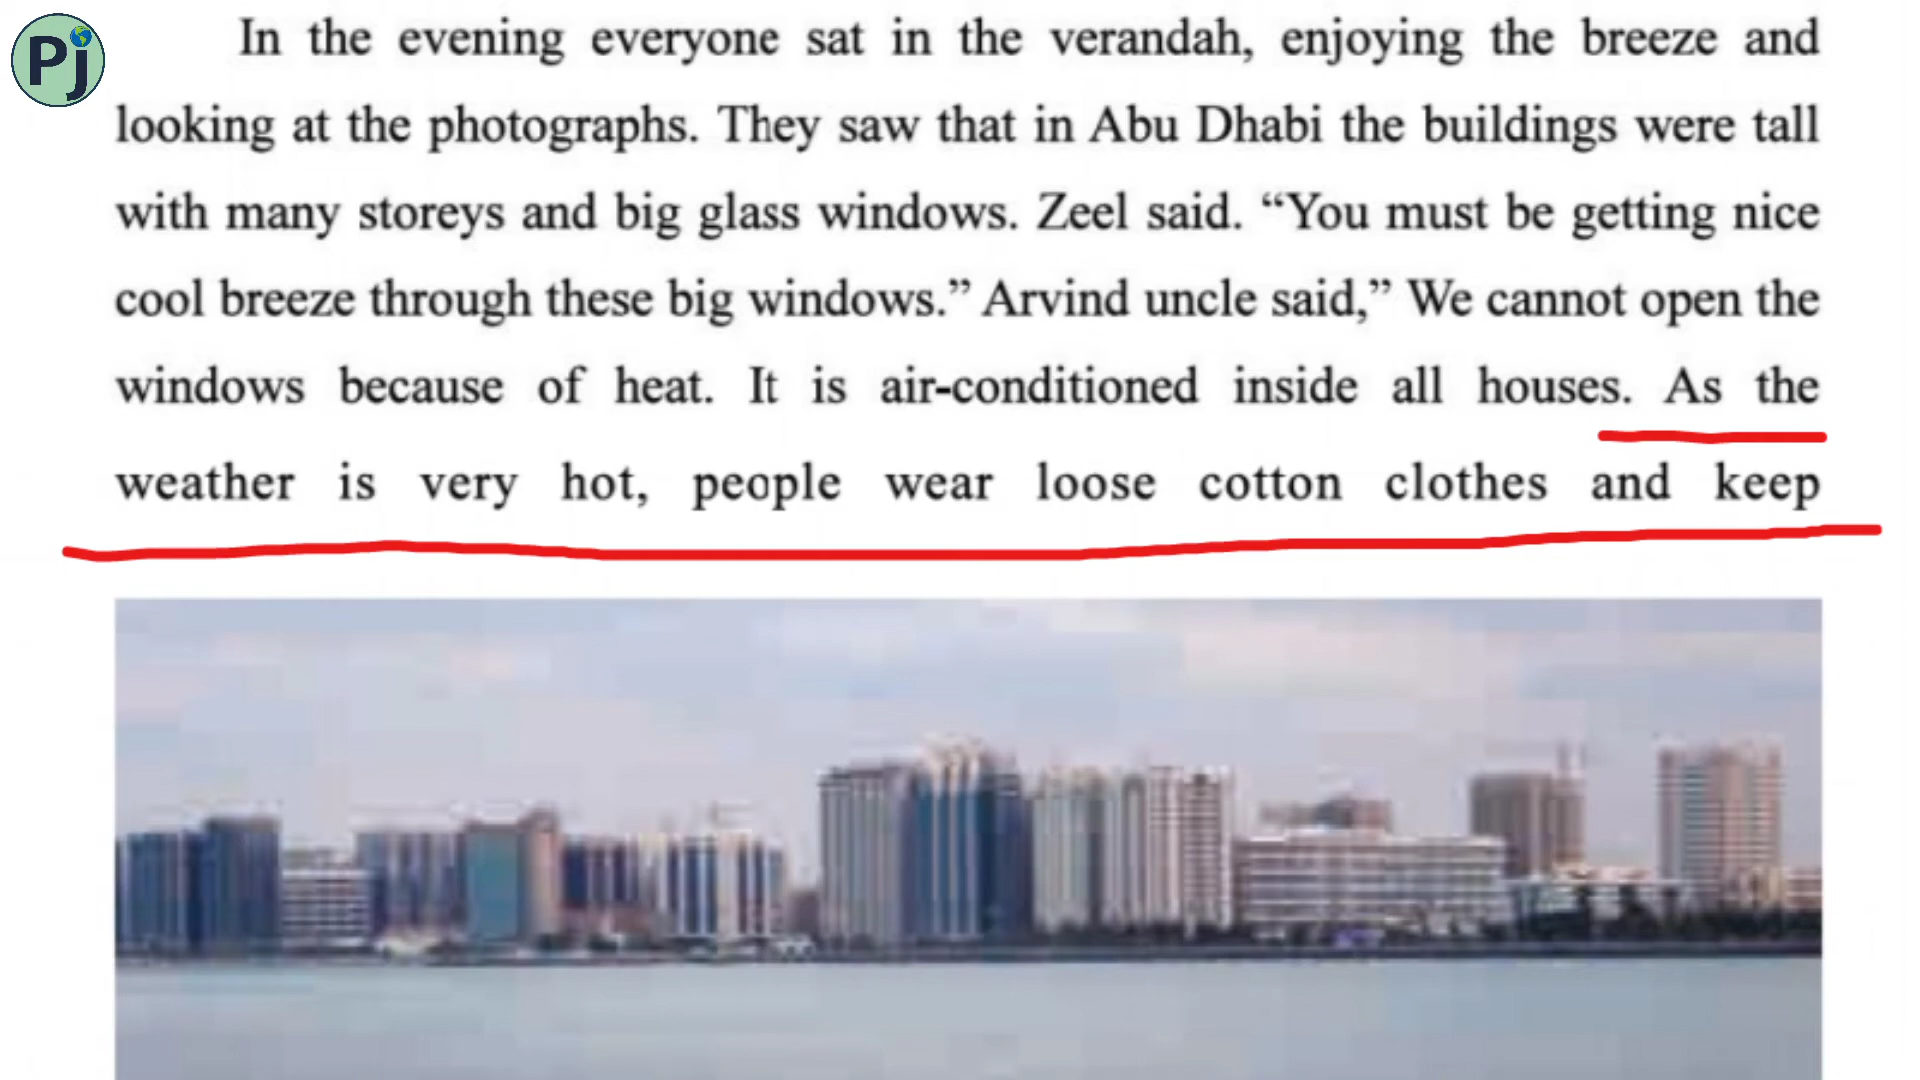 Pj
In the evening everyone sat in the verandah, enjoying the breeze and
looking at the photographs. They saw that in Abu Dhabi the buildings were tall
with many storeys and big glass windows. Zeel said. “You must be getting nice
cool breeze through these big windows.” Arvind uncle said,” We cannot open the
windows because of heat. It is air-conditioned inside all houses. As the
weather is very hot, people wear loose cotton clothes and keep